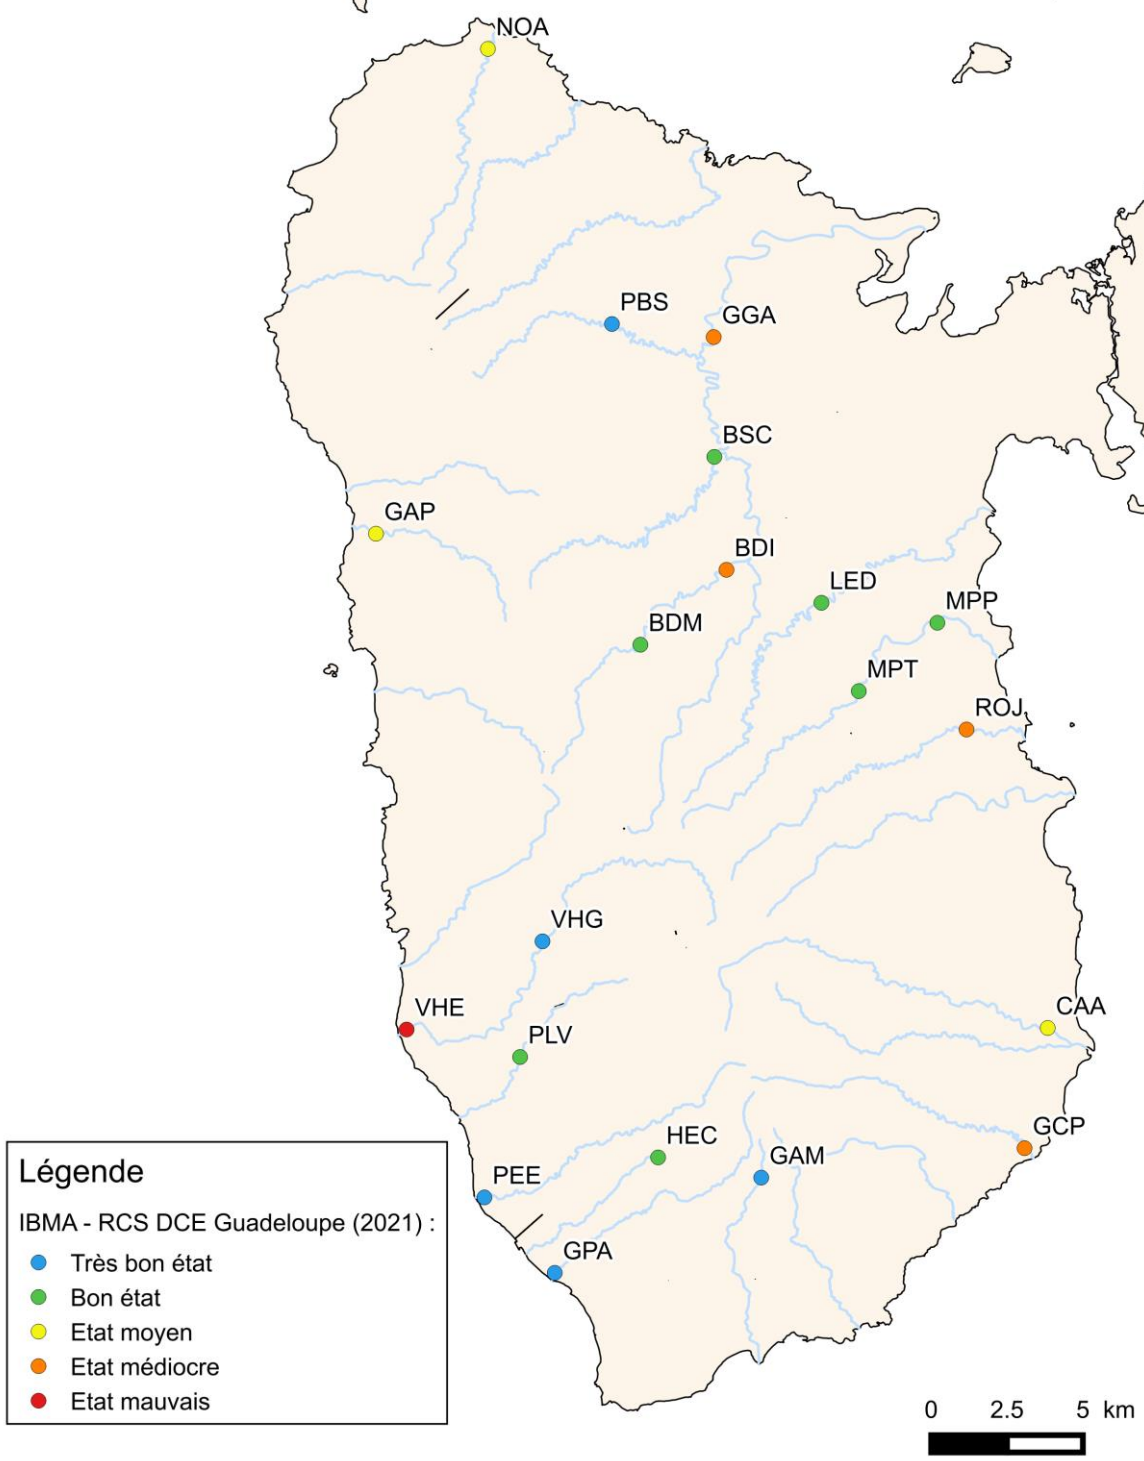 NOA
PBS
GGA
BSC
GAP
BDI
LED
MPP
BDM
MPT
ROJ
VHG
VHE
CAA
PLV
GCP
HEC
GAM
PEE
GPA
Légende
IBMA - RCS DCE Guadeloupe (2021) :
Très bon état
Bon état
Etat moyen
Etat médiocre
Etat mauvais
0 2.5 5 km